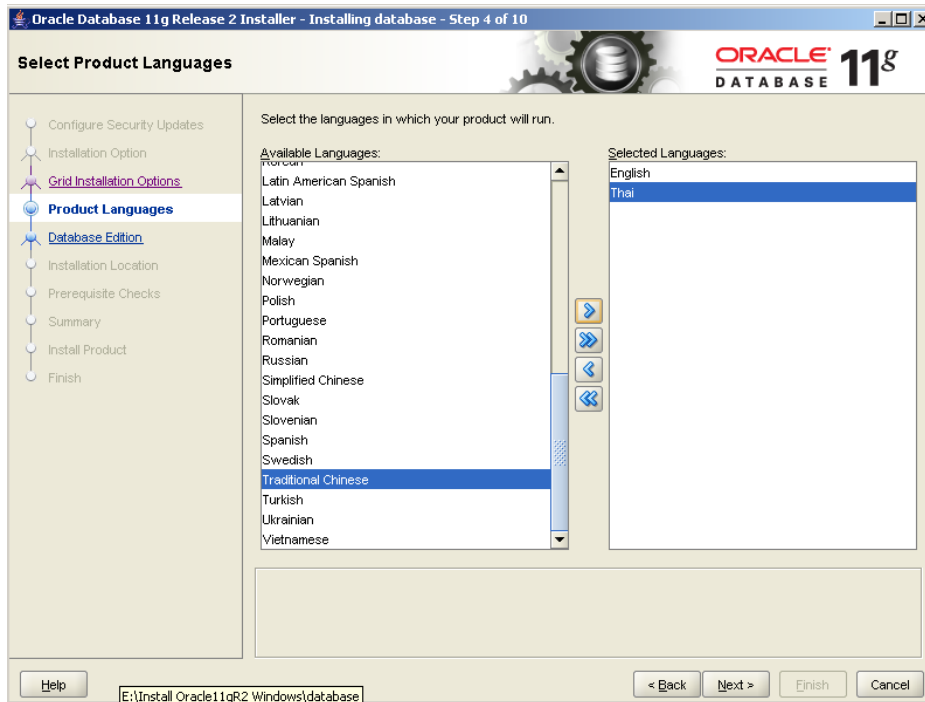 Oracle Database 11g Release 2 Installer - Installing database - Step 4 of 10
Select Product Languages
ORACLE
DATABASE
11g
Configure Security Updates
Installation Option
Grid Installation Options
Product Languages
Database Edition
Installation Location
Prerequisite Checks
Summary
Install Product
Finish
Select the languages in which your product will run.
Available Languages:
Korean
Latin American Spanish
Latvian
Lithuanian
Malay
Mexican Spanish
Norwegian
Polish
Portuguese
Romanian
Russian
Simplified Chinese
Slovak
Slovenian
Spanish
Swedish
Traditional Chinese
Turkish
Ukrainian
Vietnamese
Selected Languages:
English
Thai
Help
E:\Install Oracle11gR2 Windows\database
< Back
Next >
Finish
Cancel